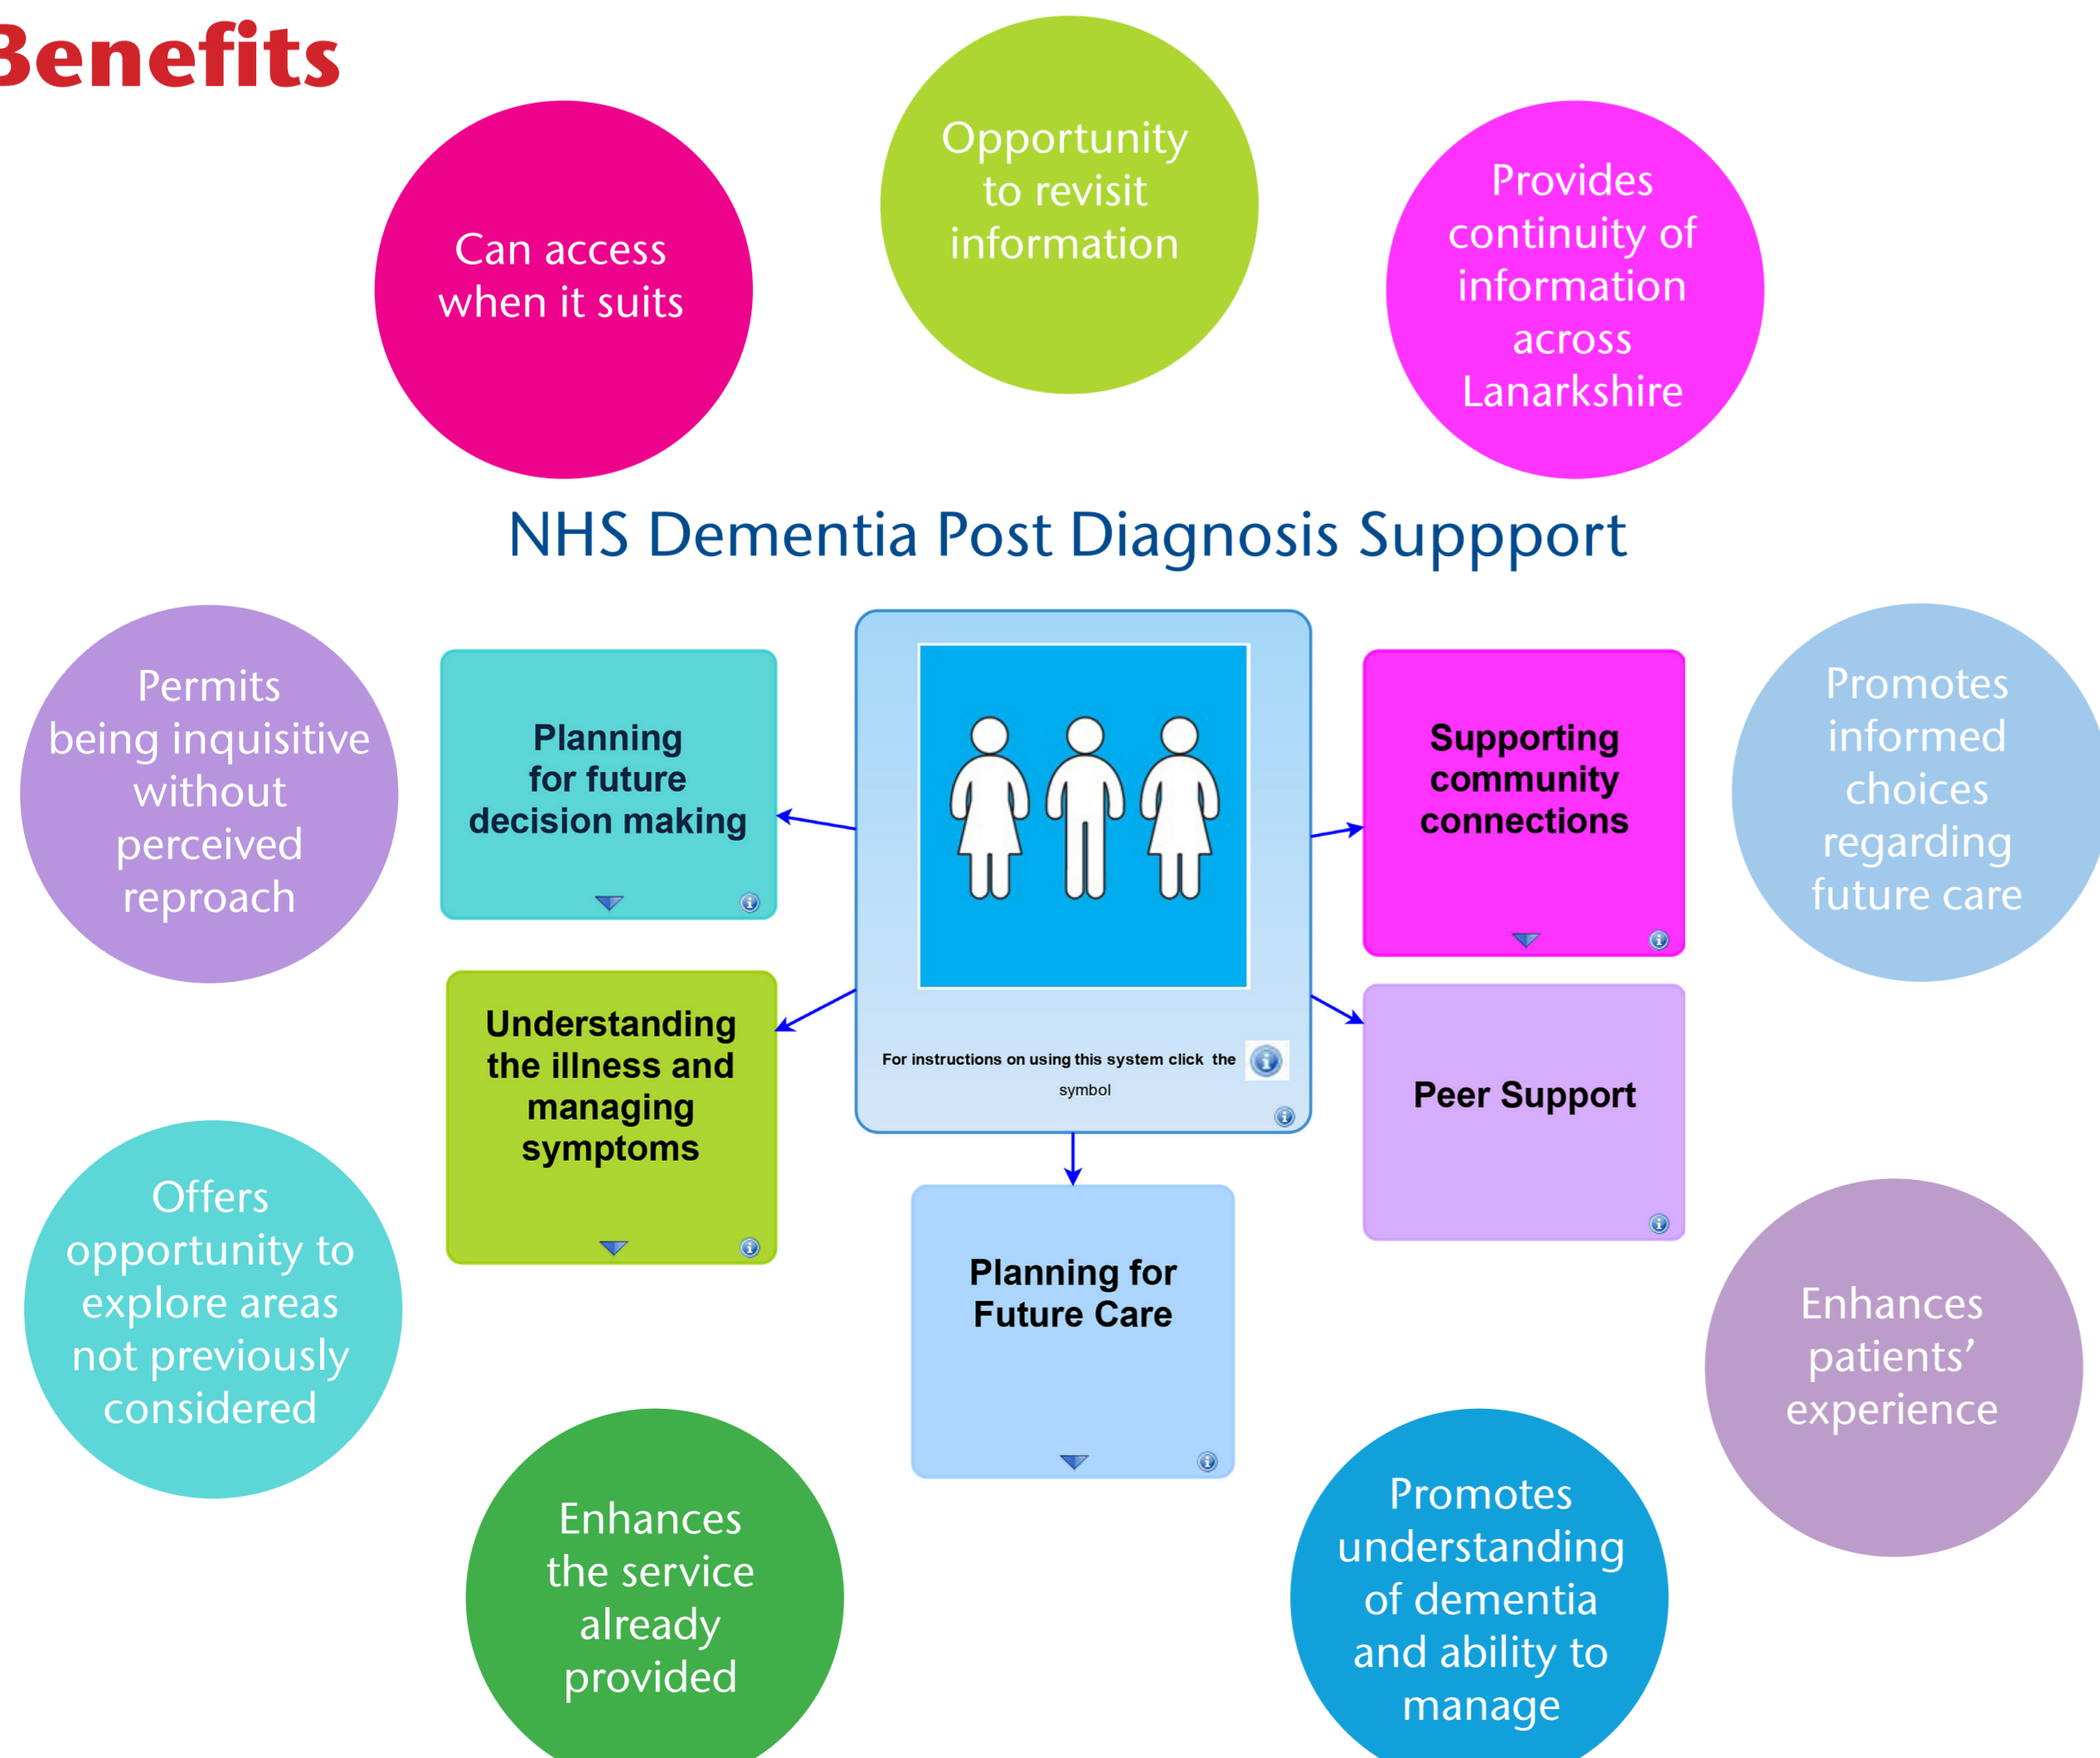 Benefits
Can access
when it suits
Opportunity
to revisit
information
Provides
continuity of
information
across
Lanarkshire
NHS Dementia Post Diagnosis Suppport
Permits
being inquisitive
without
perceived
reproach
Planning
for future
decision making
Supporting
community
connections
Promotes
informed
choices
regarding
future care
Understanding
the illness and
managing
symptoms
For instructions on using this system click the
symbol
Peer Support
Offers
opportunity to
explore areas
not previously
considered
Planning for
Future Care
Enhances
patients’
experience
Enhances
the service
already
provided
Promotes
understanding
of dementia
and ability to
manage